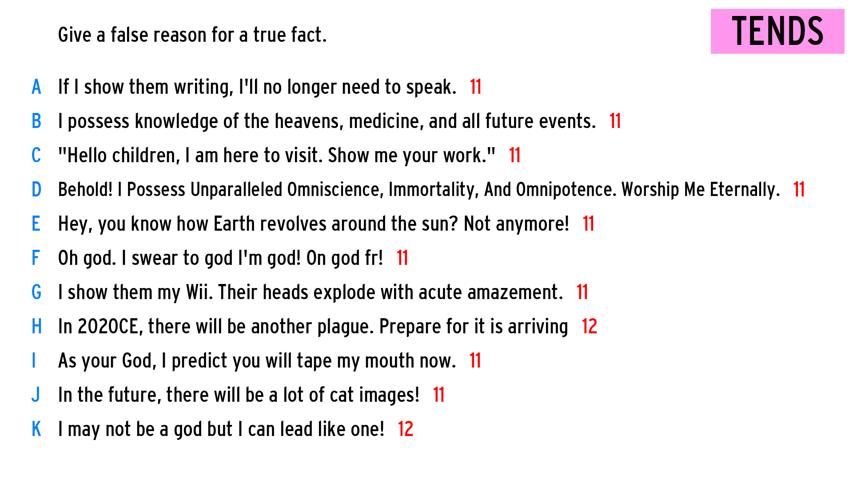 Give a false reason for a true fact.
TENDS
A If I show them writing, I'll no longer need to speak. 11
B I possess knowledge of the heavens, medicine, and all future events. 11
C "Hello children, I am here to visit. Show me your work." 11
D Behold! I Possess Unparalleled Omniscience, Immortality, And Omnipotence. Worship Me Eternally. 11
E Hey, you know how Earth revolves around the sun? Not anymore! 11
F Oh god. I swear to god I'm god! On god fr! 11
G I show them my Wii. Their heads explode with acute amazement. 11
H In 2020CE, there will be another plague. Prepare for it is arriving 12
I As your God, I predict you will tape my mouth now. 11
J In the future, there will be a lot of cat images! 11
K I may not be a god but I can lead like one! 12